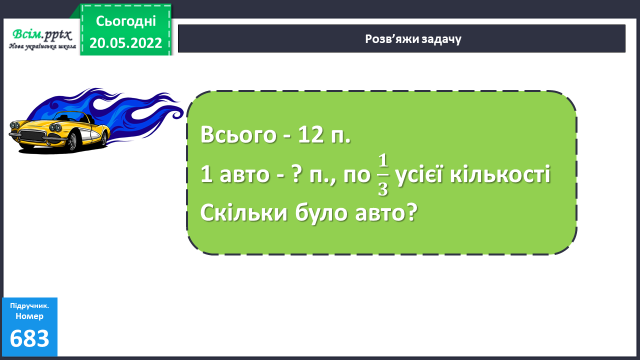 Всім.pptx
Нова українська школа
Сьогодні
20.05.2022
Розв’яжи задачу
Всього - 12 п.
1 авто - ? п., по 1/3 усієї кількості
Скільки було авто?
Підручник.
Номер
683